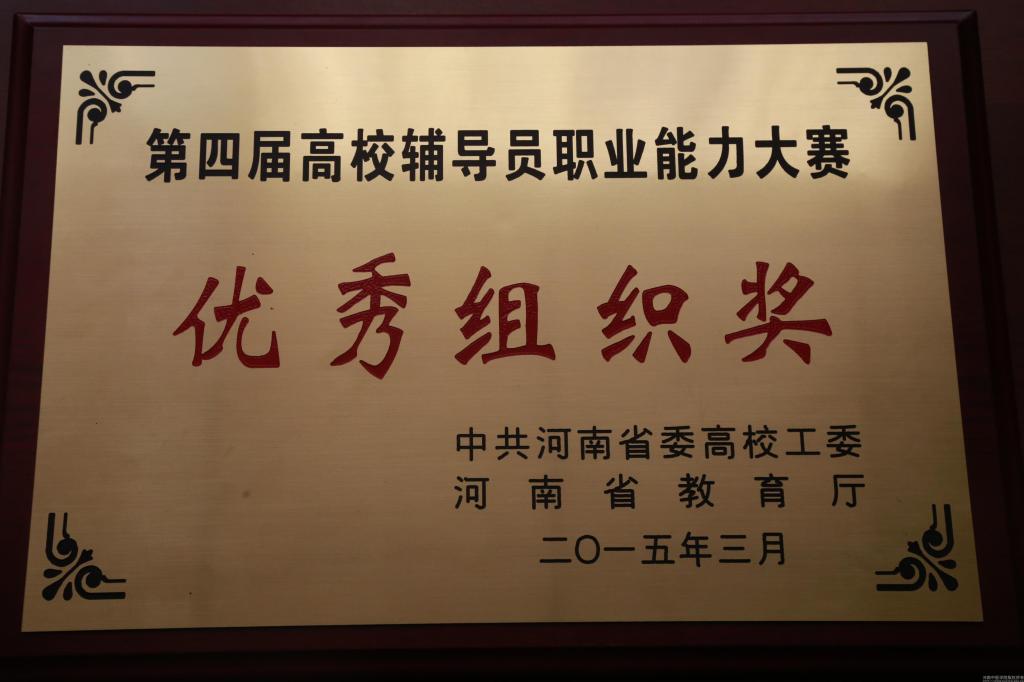 第四届高校辅导员职业能力大赛
优秀组织奖
中共河南省委高校工委
河南省教育厅
二〇一五年三月